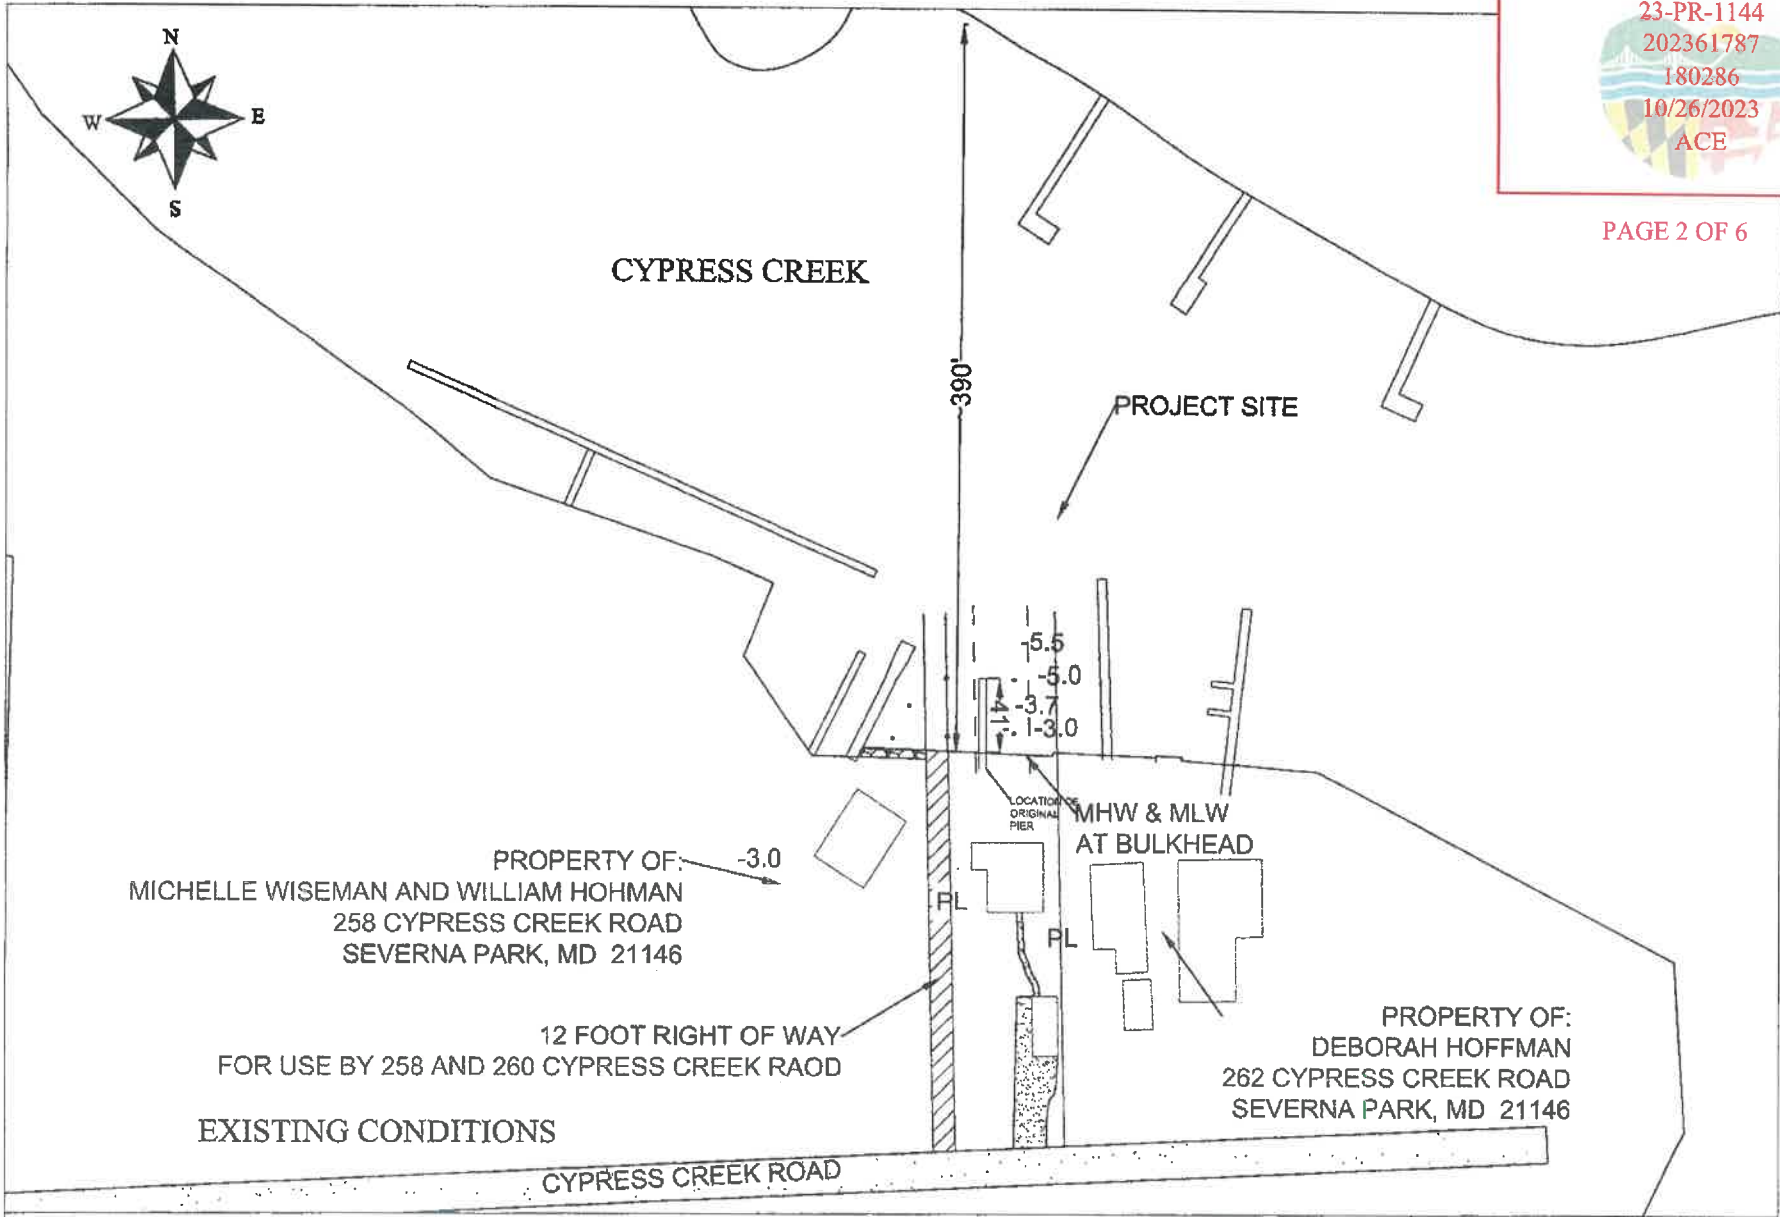 23-PR-1144
202361787
180286
10/26/2023
ACE
PAGE 2 OF 6
N
W
E
S
CYPRESS CREEK
390'
PROJECT SITE
-5.5
-5.0
-3.7
-3.0
41'
LOCATION OF
ORIGINAL
PIER
MHW & MLW
AT BULKHEAD
PROPERTY OF:
-3.0
MICHELLE WISEMAN AND WILLIAM HOHMAN
258 CYPRESS CREEK ROAD
SEVERNA PARK, MD 21146
PL
PL
12 FOOT RIGHT OF WAY
FOR USE BY 258 AND 260 CYPRESS CREEK RAOD
PROPERTY OF:
DEBORAH HOFFMAN
262 CYPRESS CREEK ROAD
SEVERNA PARK, MD 21146
EXISTING CONDITIONS
CYPRESS CREEK ROAD